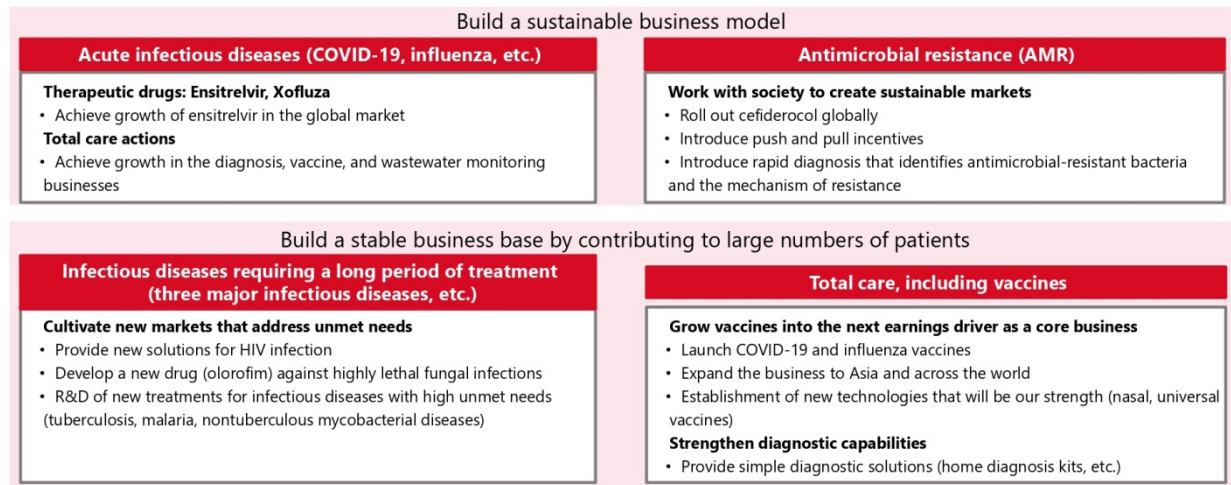 Build a sustainable business model
Acute infectious diseases (COVID-19, influenza, etc.)
Therapeutic drugs: Ensitrelvir, Xofluza
• Achieve growth of ensitrelvir in the global market
Total care actions
• Achieve growth in the diagnosis, vaccine, and wastewater monitoring
businesses
Antimicrobial resistance (AMR)
Work with society to create sustainable markets
• Roll out cefiderocol globally
• Introduce push and pull incentives
• Introduce rapid diagnosis that identifies antimicrobial-resistant bacteria
and the mechanism of resistance
Build a stable business base by contributing to large numbers of patients
Infectious diseases requiring a long period of treatment
(three major infectious diseases, etc.)
Cultivate new markets that address unmet needs
• Provide new solutions for HIV infection
• Develop a new drug (olorofim) against highly lethal fungal infections
• R&D of new treatments for infectious diseases with high unmet needs
(tuberculosis, malaria, nontuberculous mycobacterial diseases)
Total care, including vaccines
Grow vaccines into the next earnings driver as a core business
• Launch COVID-19 and influenza vaccines
• Expand the business to Asia and across the world
• Establishment of new technologies that will be our strength (nasal, universal
vaccines)
Strengthen diagnostic capabilities
• Provide simple diagnostic solutions (home diagnosis kits, etc.)